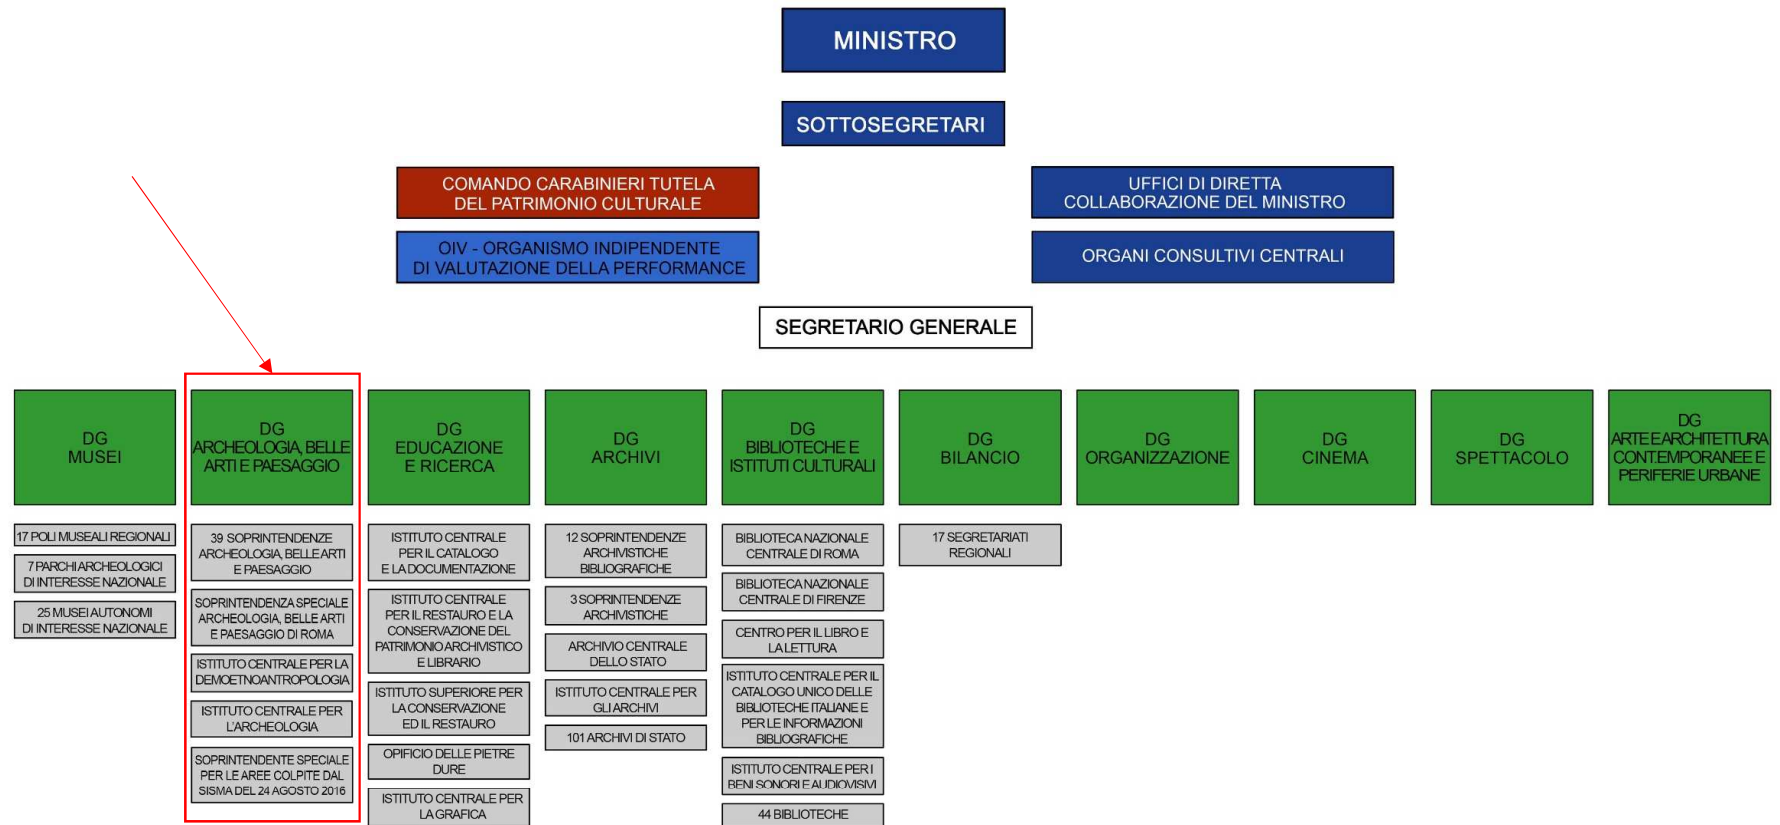 MINISTRO
SOTTOSEGRETARI
COMANDO CARABINIERI TUTELA
DEL PATRIMONIO CULTURALE
UFFICI DI DIRETTA
COLLABORAZIONE DEL MINISTRO
OIV - ORGANISMO INDIPENDENTE
DI VALUTAZIONE DELLA PERFORMANCE
ORGANI CONSULTIVI CENTRALI
SEGRETARIO GENERALE
DG
MUSEI
17 POLI MUSEALI REGIONALI
7 PARCHI ARCHEOLOGICI
DI INTERESSE NAZIONALE
25 MUSEI AUTONOMI
DI INTERESSE NAZIONALE
DG
ARCHEOLOGIA, BELLE
ARTI E PAESAGGIO
39 SOPRINTENDENZE
ARCHEOLOGIA, BELLE ARTI
E PAESAGGIO
SOPRINTENDENZA SPECIALE
ARCHEOLOGIA, BELLE ARTI
E PAESAGGIO DI ROMA
ISTITUTO CENTRALE PER LA
DEMOETNOANTROPOLOGIA
ISTITUTO CENTRALE PER
L'ARCHEOLOGIA
SOPRINTENDENTE SPECIALE
PER LE AREE COLPITE DAL
SISMA DEL 24 AGOSTO 2016
DG
EDUCAZIONE
E RICERCA
ISTITUTO CENTRALE
PER IL CATALOGO
E LA DOCUMENTAZIONE
ISTITUTO CENTRALE
PER IL RESTAURO E LA
CONSERVAZIONE DEL
PATRIMONIO ARCHIVISTICO
E LIBRARIO
ISTITUTO SUPERIORE PER
LA CONSERVAZIONE
ED IL RESTAURO
OPIFICIO DELLE PIETRE
DURE
ISTITUTO CENTRALE PER
LA GRAFICA
DG
ARCHIVI
12 SOPRINTENDENZE
ARCHIVISTICHE
BIBLIOGRAFICHE
3 SOPRINTENDENZE
ARCHIVISTICHE
ARCHIVIO CENTRALE
DELLO STATO
ISTITUTO CENTRALE PER
GLI ARCHIVI
101 ARCHIVI DI STATO
DG
BIBLIOTECHE E
ISTITUTI CULTURALI
BIBLIOTECA NAZIONALE
CENTRALE DI ROMA
BIBLIOTECA NAZIONALE
CENTRALE DI FIRENZE
CENTRO PER IL LIBRO E
LA LETTURA
ISTITUTO CENTRALE PER IL
CATALOGO UNICO DELLE
BIBLIOTECHE ITALIANE E
PER LE INFORMAZIONI
BIBLIOGRAFICHE
ISTITUTO CENTRALE PER I
BENI SONORI E AUDIOVISIVI
44 BIBLIOTECHE
DG
BILANCIO
17 SEGRETARIATI
REGIONALI
DG
ORGANIZZAZIONE
DG
CINEMA
DG
SPETTACOLO
DG
ARTE E ARCHITETTURA
CONTEMPORANEE E
PERIFERIE URBANE